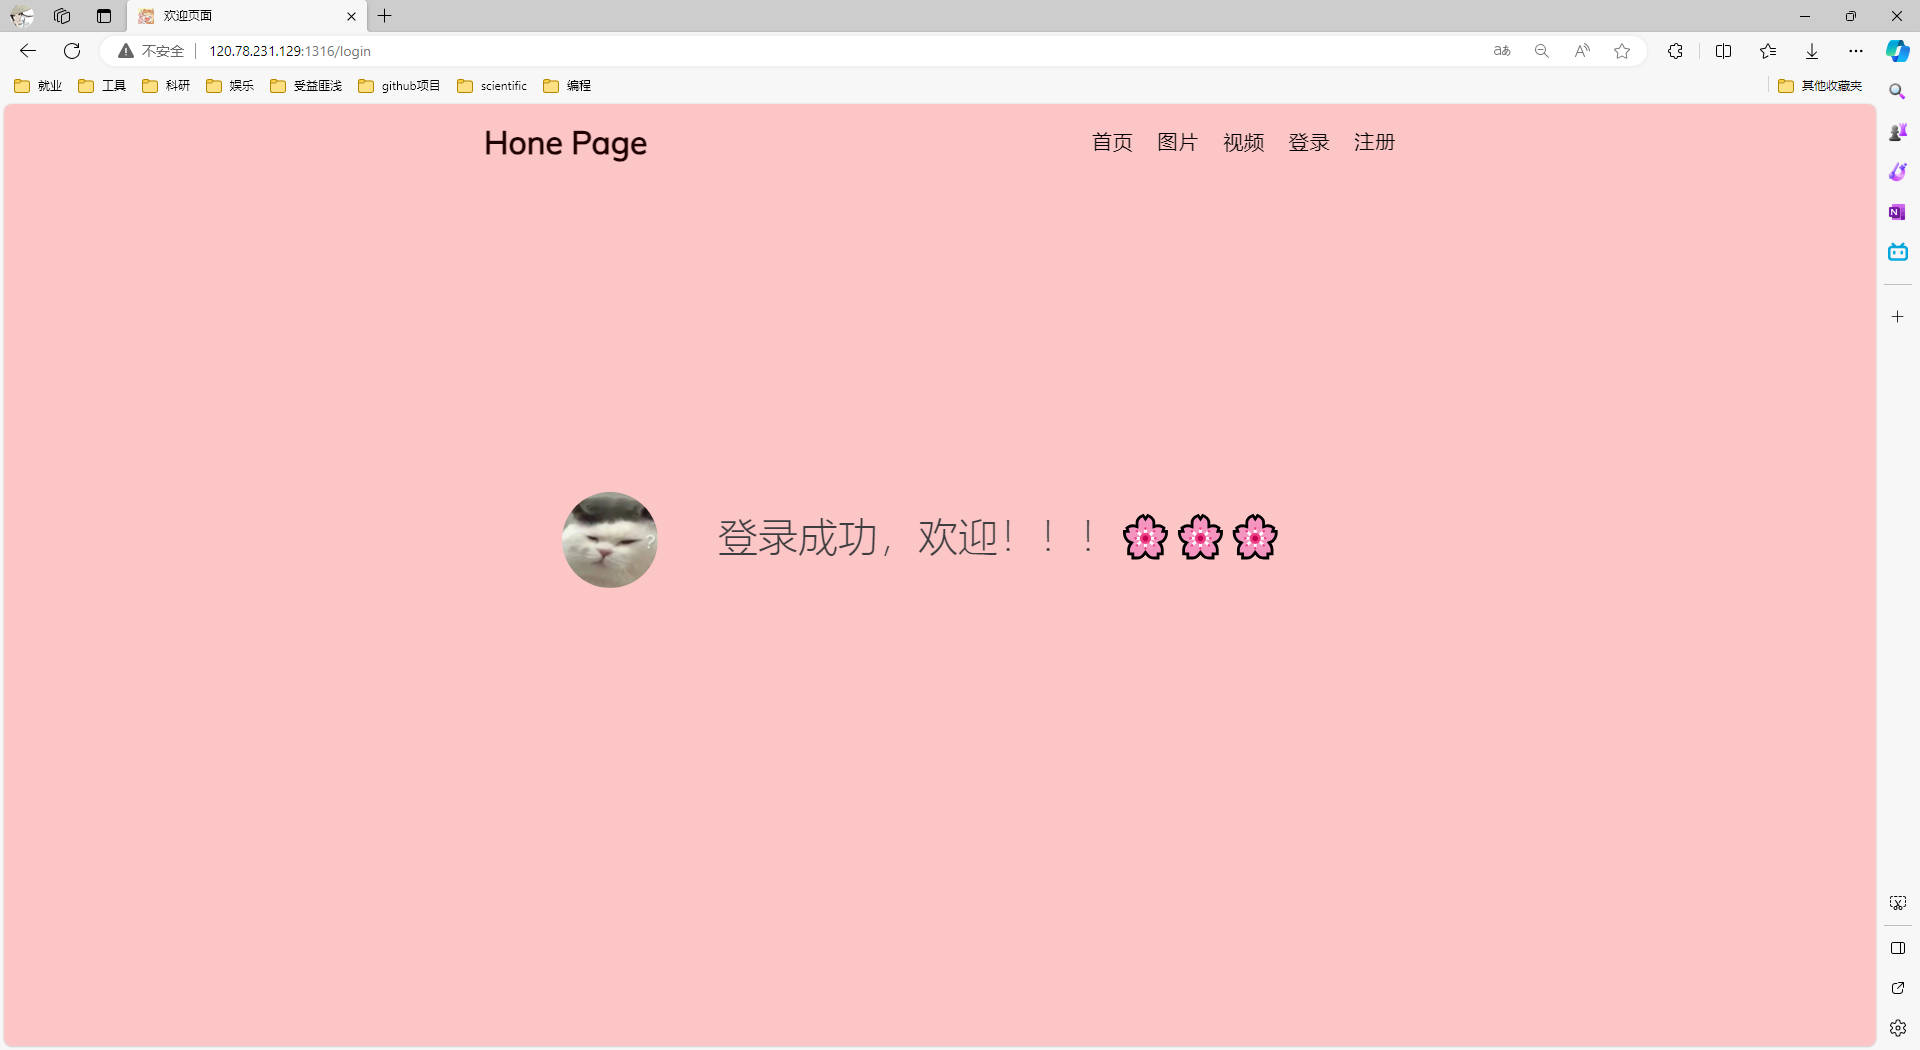 欢迎页面
不安全
120.78.231.129:1316/login
就业 工具 科研 娱乐 受益匪浅 github项目 scientific 编程 其他收藏夹
Hone Page 首页 图片 视频 登录 注册
登录成功，欢迎！！！🌸🌸🌸
?